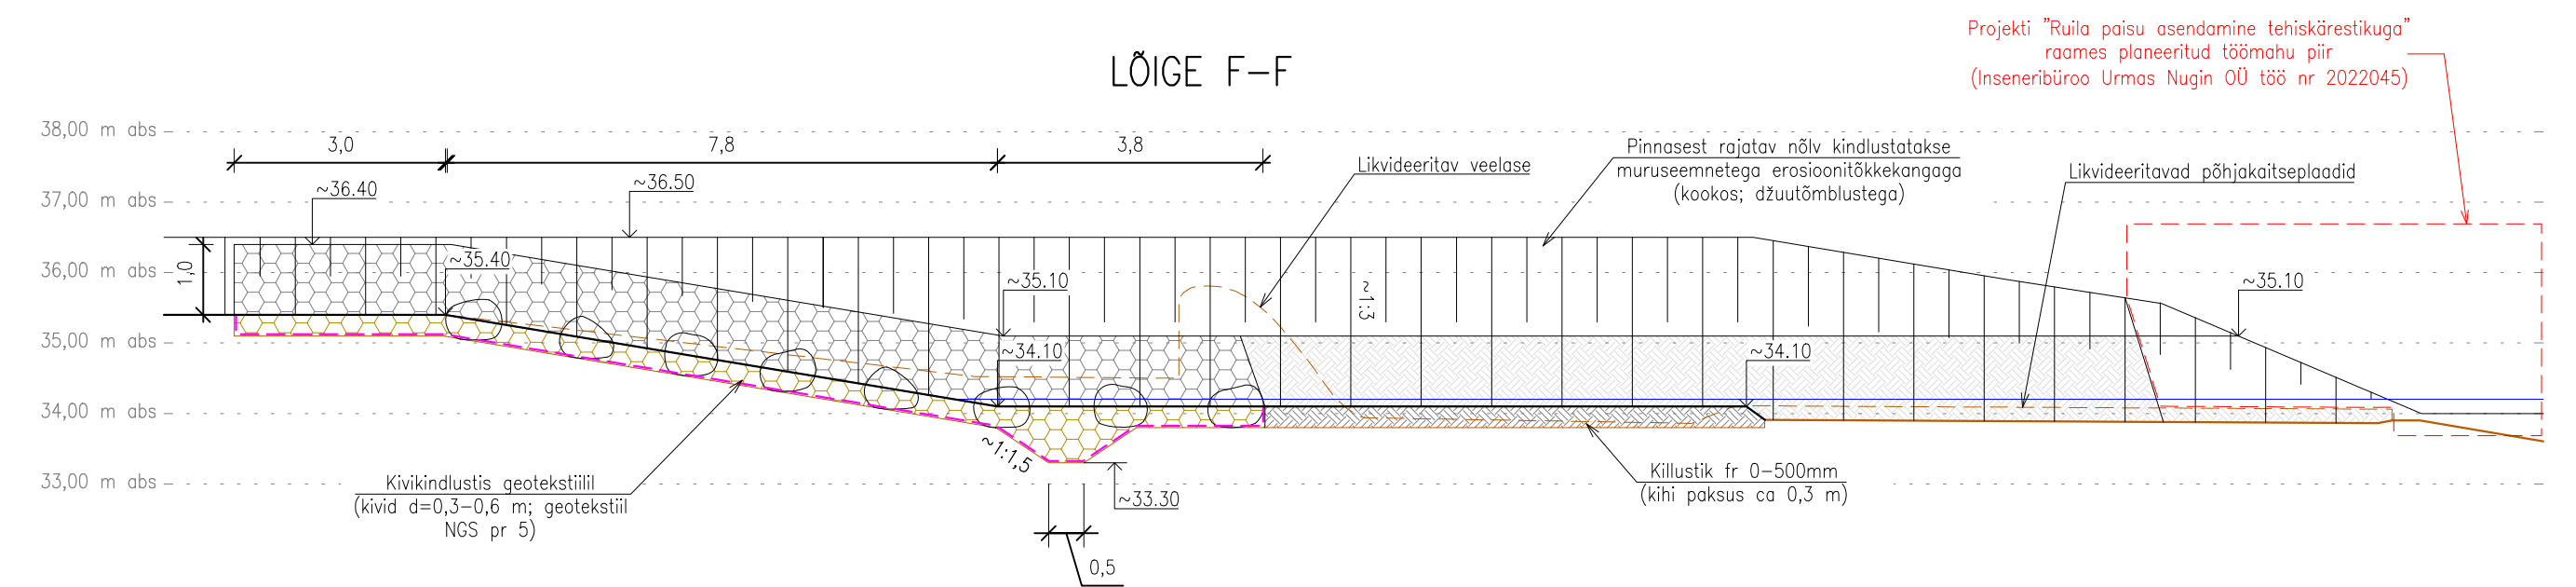 Projekti "Ruila paisu asendamine tehiskärestikuga"
raames planeeritud töömahu piir
(Inseneribüroo Urmas Nugin OÜ töö nr 2022045)
LÕIGE F-F
38,00 m abs
3,0
7,8
3,8
Likvideeritav veelase
Pinnasest rajatav nõlv kindlustatakse
muruseemnetega erosioonitõkkekangaga
(kookos; džuutõmblustega)
Likvideeritavad põhjakaitseplaadid
37,00 m abs
~36.40
~36.50
36,00 m abs
1,0
~35.40
~35.10
~1:3
~35.10
35,00 m abs
~34.10
~34.10
34,00 m abs
~1:1,5
33,00 m abs
Kivikindlustis geotekstiilil
(kivid d=0,3-0,6 m; geotekstiil
NGS pr 5)
~33.30
Killustik fr 0-500mm
(kihi paksus ca 0,3 m)
0,5